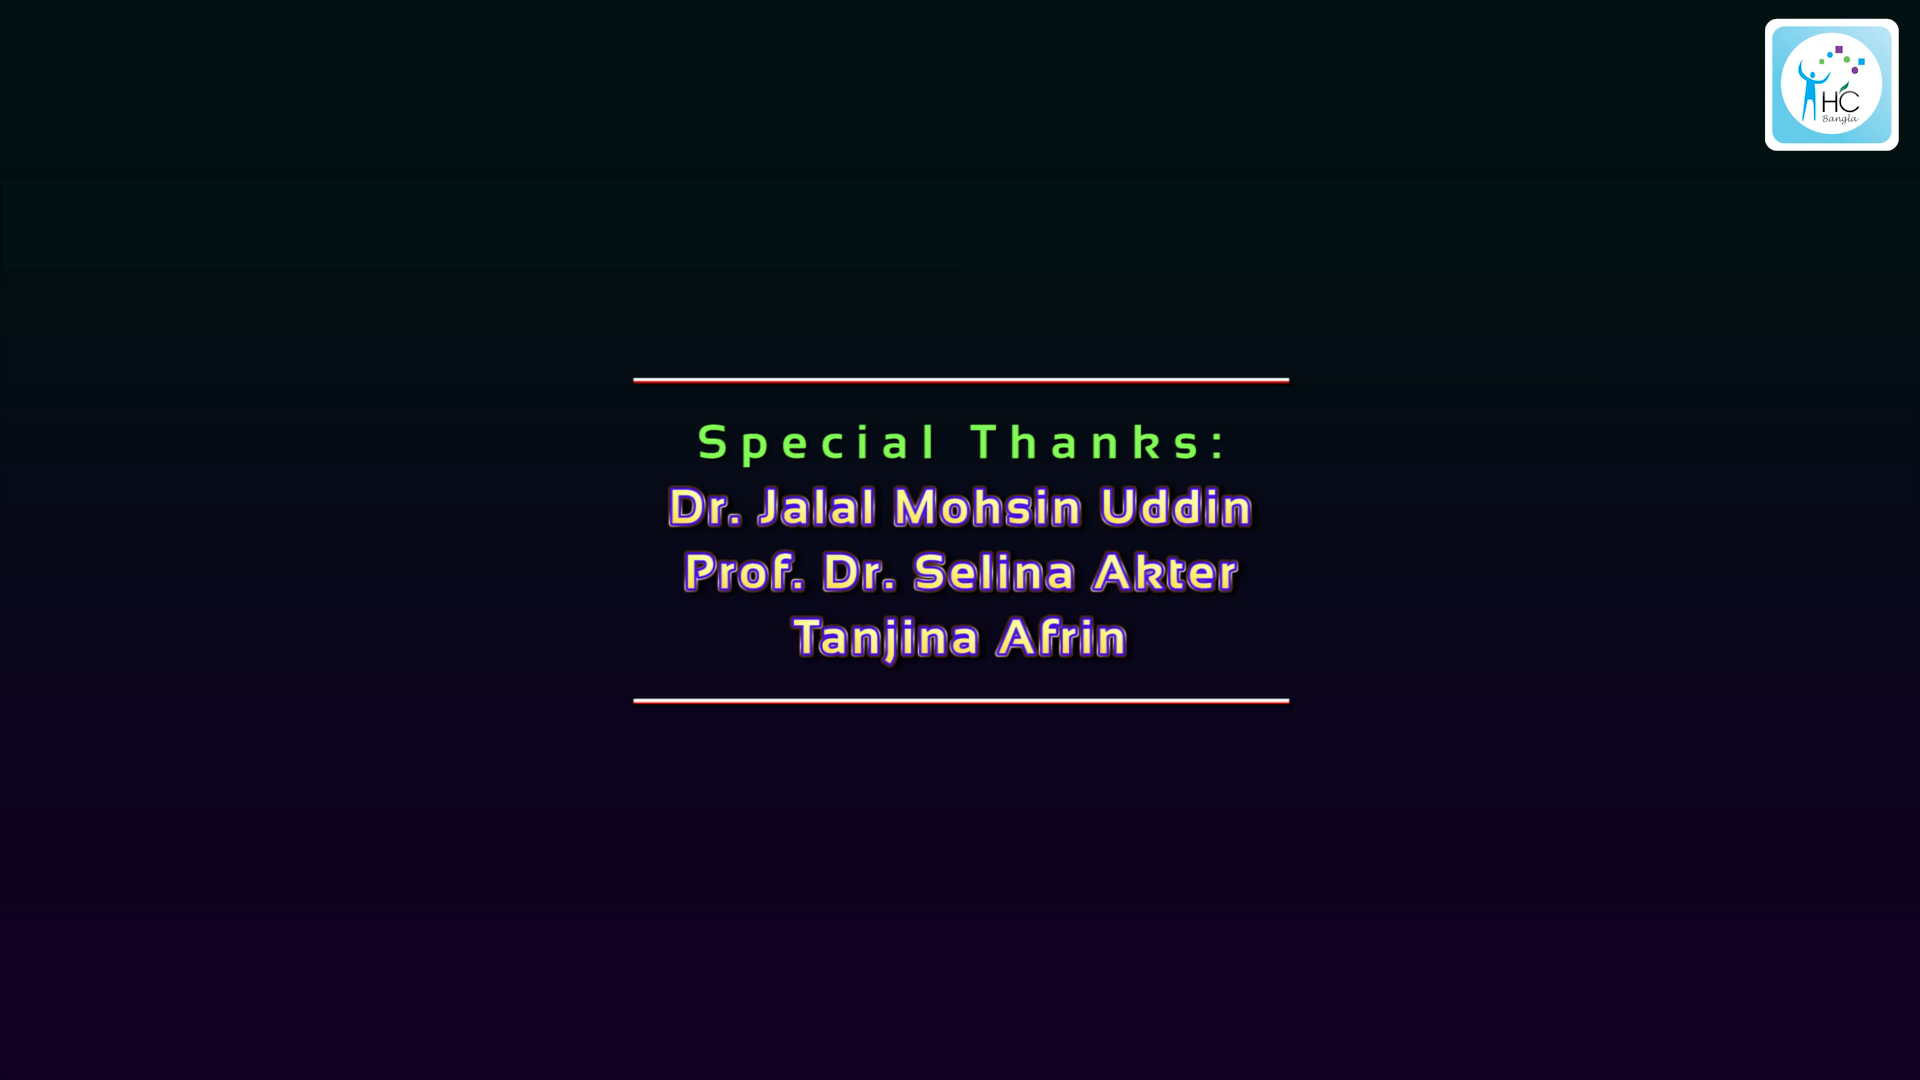 HC
Bangla
Special Thanks:
Dr. Jalal Mohsin Uddin
Prof. Dr. Selina Akter
Tanjina Afrin